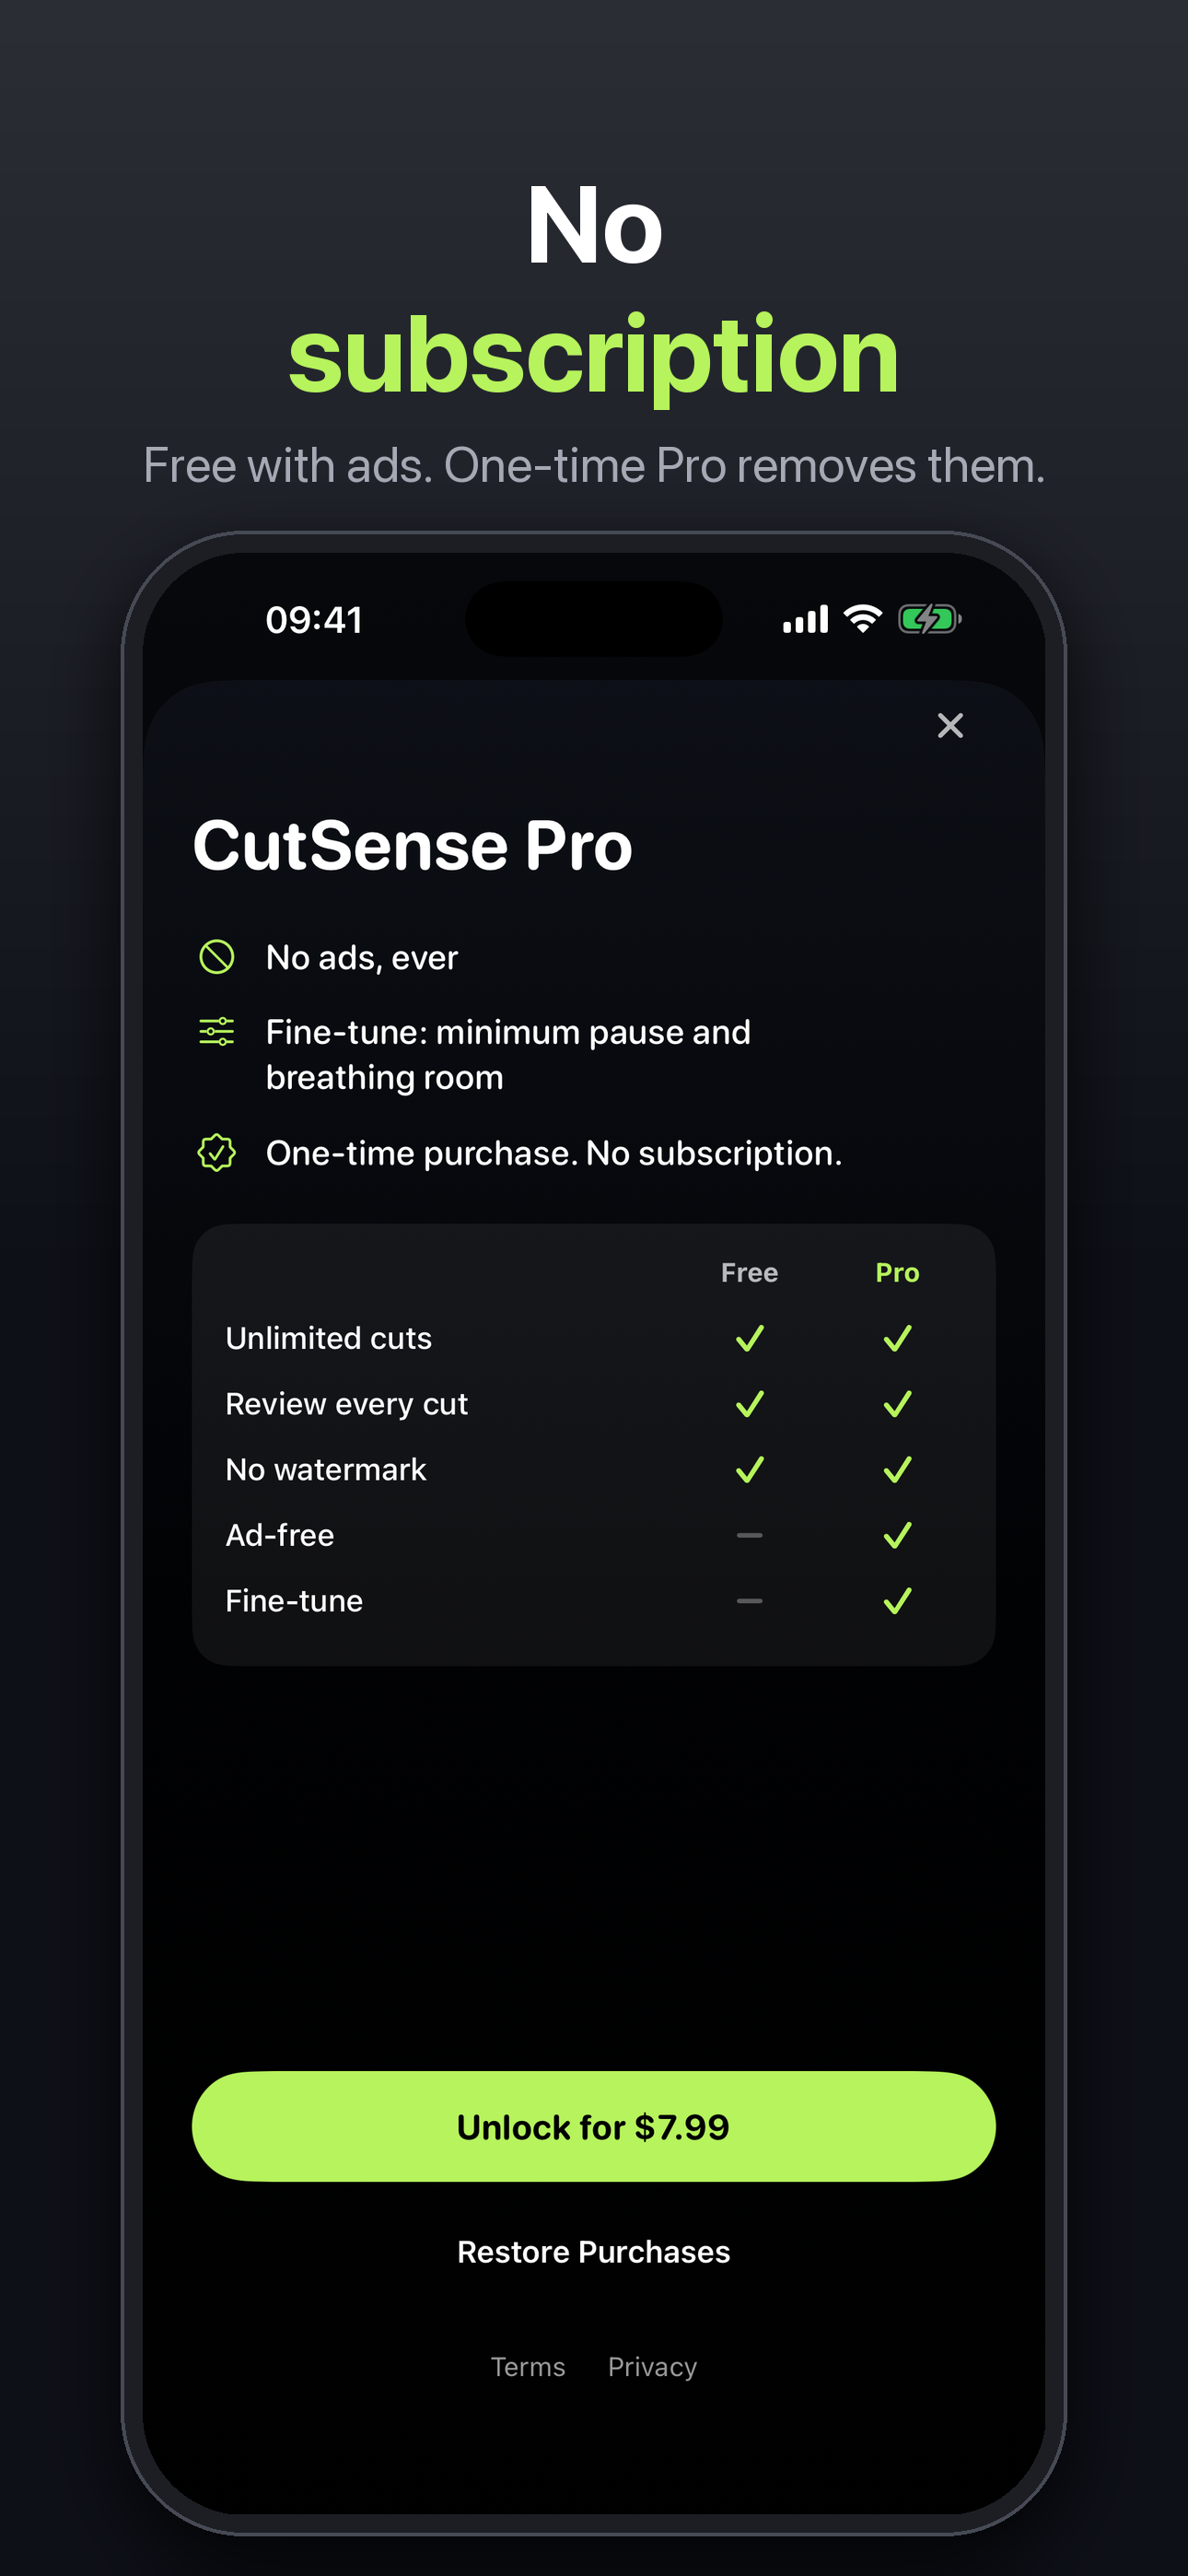 No
subscription
Free with ads. One-time Pro removes them.
09:41
CutSense Pro
No ads, ever
Fine-tune: minimum pause and
breathing room
One-time purchase. No subscription.
Free Pro
Unlimited cuts
Review every cut
No watermark
Ad-free
Fine-tune
Unlock for $7.99
Restore Purchases
Terms Privacy